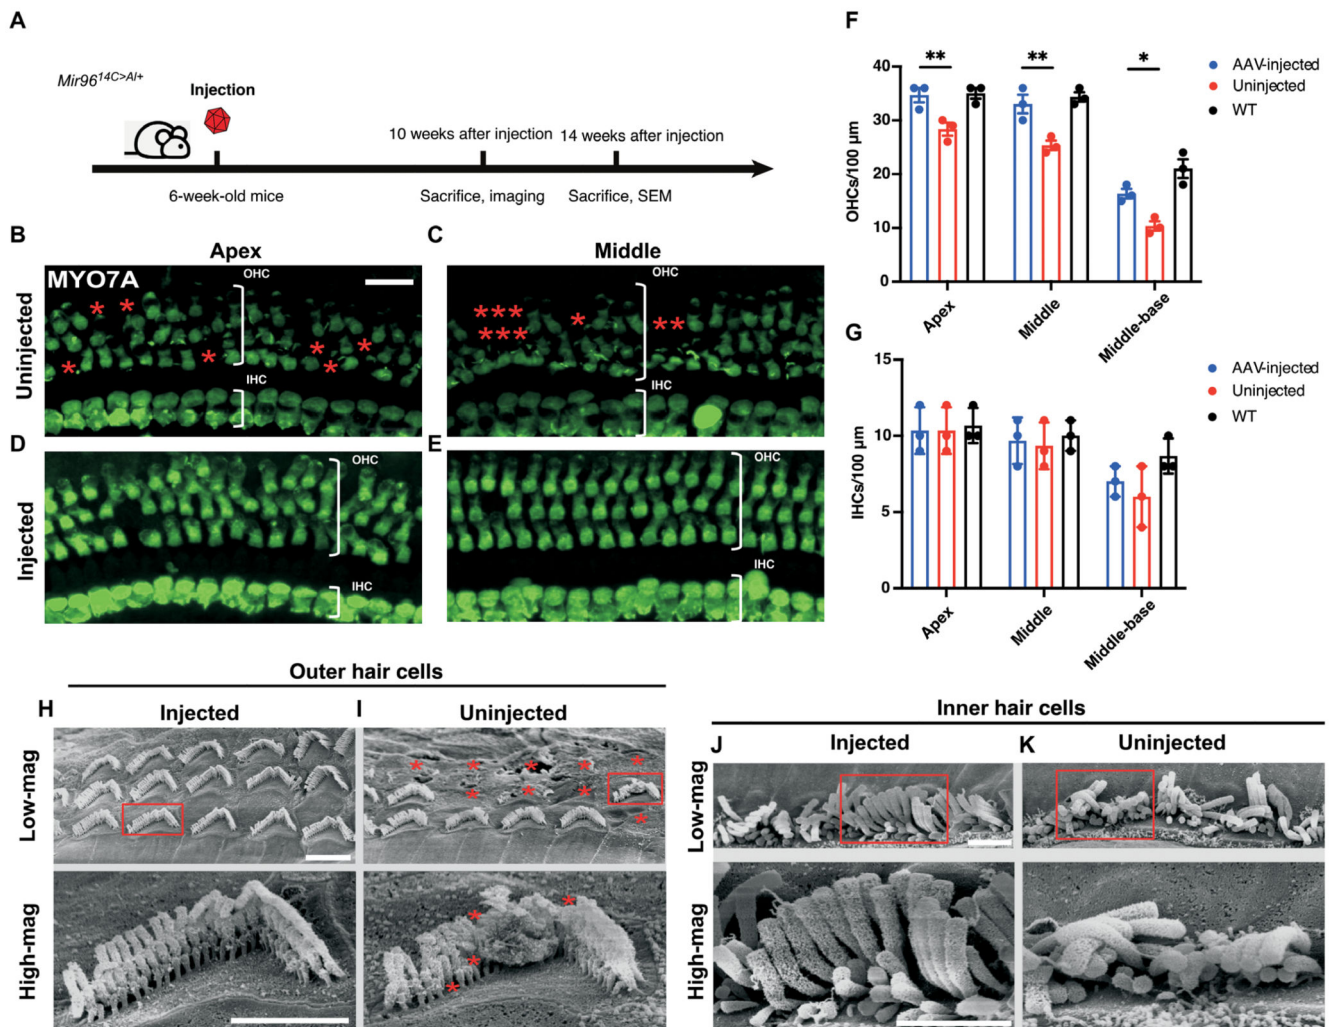 A
Mir96^14C>A/+
Injection
10 weeks after injection
14 weeks after injection
6-week-old mice
Sacrifice, imaging
Sacrifice, SEM
B
Apex
C
Middle
Uninjected
MYO7A
OHC
IHC
OHC
IHC
D
E
Injected
OHC
IHC
OHC
IHC
F
OHCs/100 µm
40
30
20
10
0
**
**
*
Apex
Middle
Middle-base
AAV-injected
Uninjected
WT
G
IHCs/100 µm
15
10
5
0
Apex
Middle
Middle-base
AAV-injected
Uninjected
WT
Outer hair cells
H
Injected
I
Uninjected
Low-mag
High-mag
Inner hair cells
J
Injected
K
Uninjected
Low-mag
High-mag